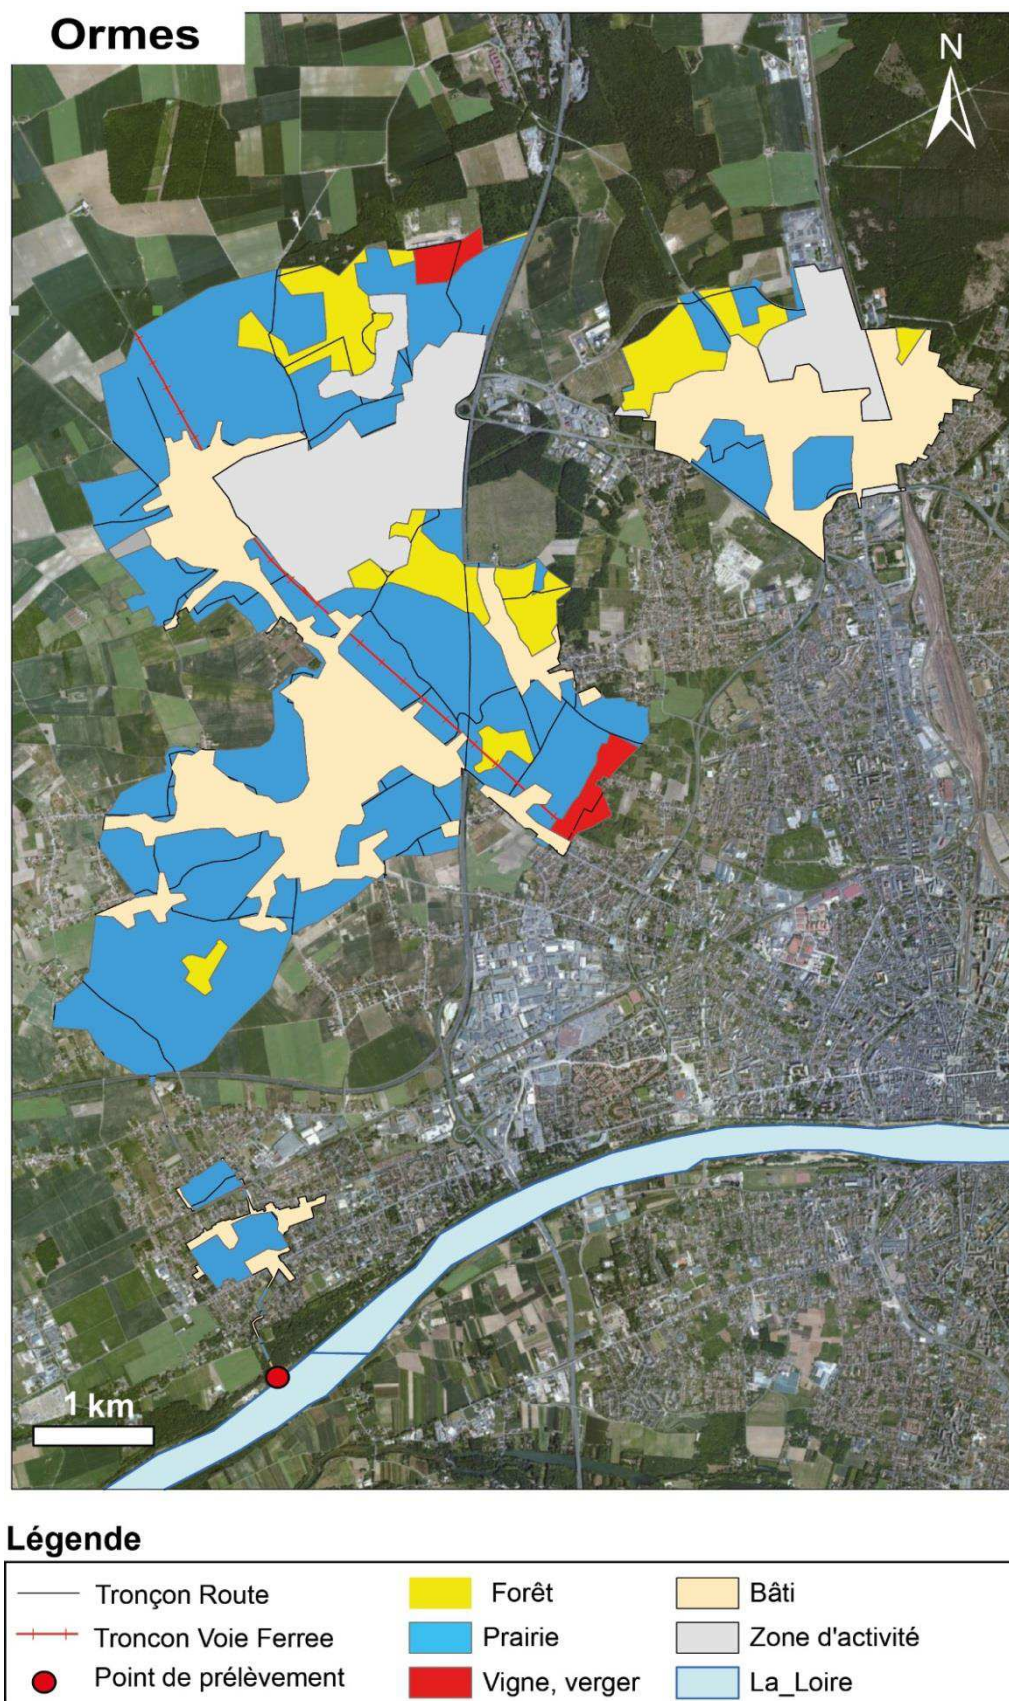 Ormes
N
1 km
Légende
Tronçon Route
Forêt
Bâti
Troncon Voie Ferree
Prairie
Zone d'activité
Point de prélèvement
Vigne, verger
La_Loire